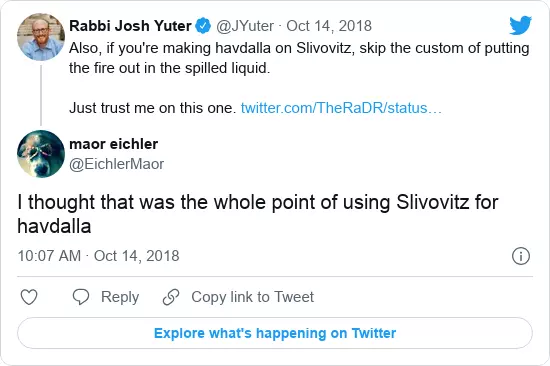 Rabbi Josh Yuter @JYuter · Oct 14, 2018
Also, if you're making havdalla on Slivovitz, skip the custom of putting
the fire out in the spilled liquid.
Just trust me on this one. twitter.com/TheRaDR/status…
maor eichler
@EichlerMaor
I thought that was the whole point of using Slivovitz for
havdalla
10:07 AM · Oct 14, 2018
Reply Copy link to Tweet
Explore what's happening on Twitter